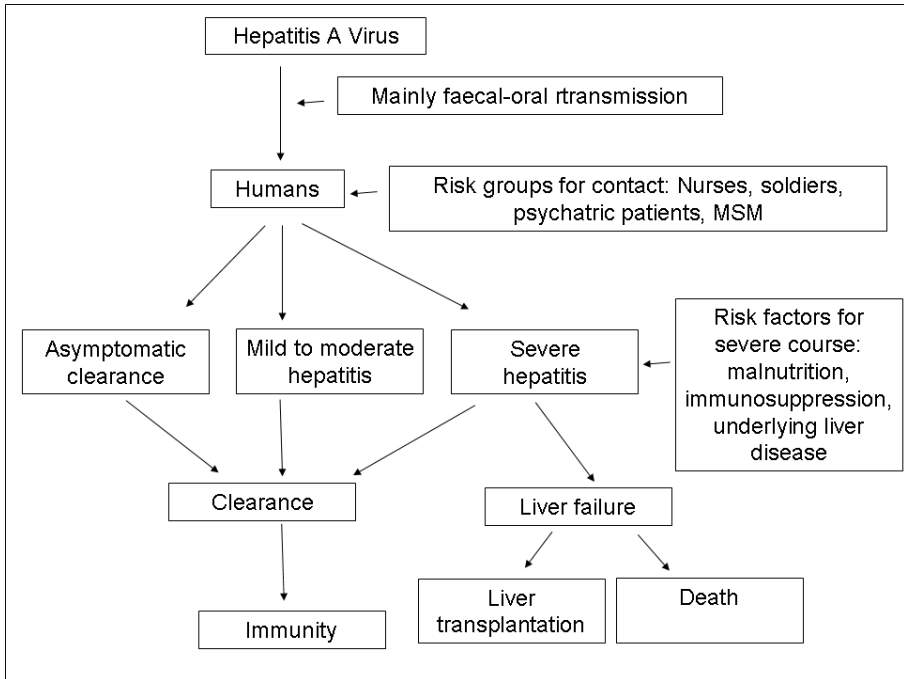 Hepatitis A Virus
Mainly faecal-oral rtransmission
Humans
Risk groups for contact: Nurses, soldiers,
psychatric patients, MSM
Asymptomatic
clearance
Mild to moderate
hepatitis
Severe
hepatitis
Risk factors for
severe course:
malnutrition,
immunosuppression,
underlying liver
disease
Clearance
Liver failure
Immunity
Liver
transplantation
Death